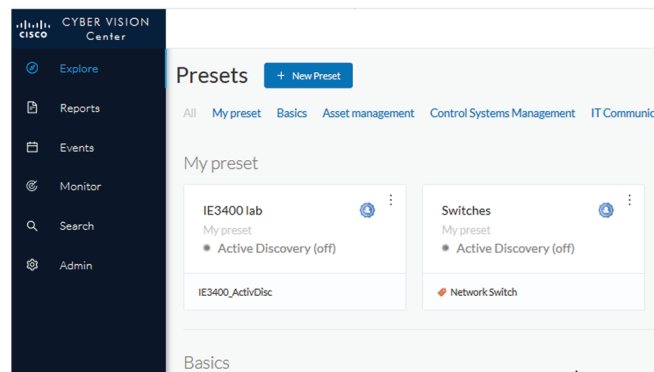 CISCO
CYBER VISION
Center
Explore
Reports
Events
Monitor
Search
Admin
Presets
+ New Preset
All My preset Basics Asset management Control Systems Management IT Communic
My preset
IE3400 lab
My preset
Active Discovery (off)
IE3400_ActivDisc
Switches
My preset
Active Discovery (off)
Network Switch
Basics